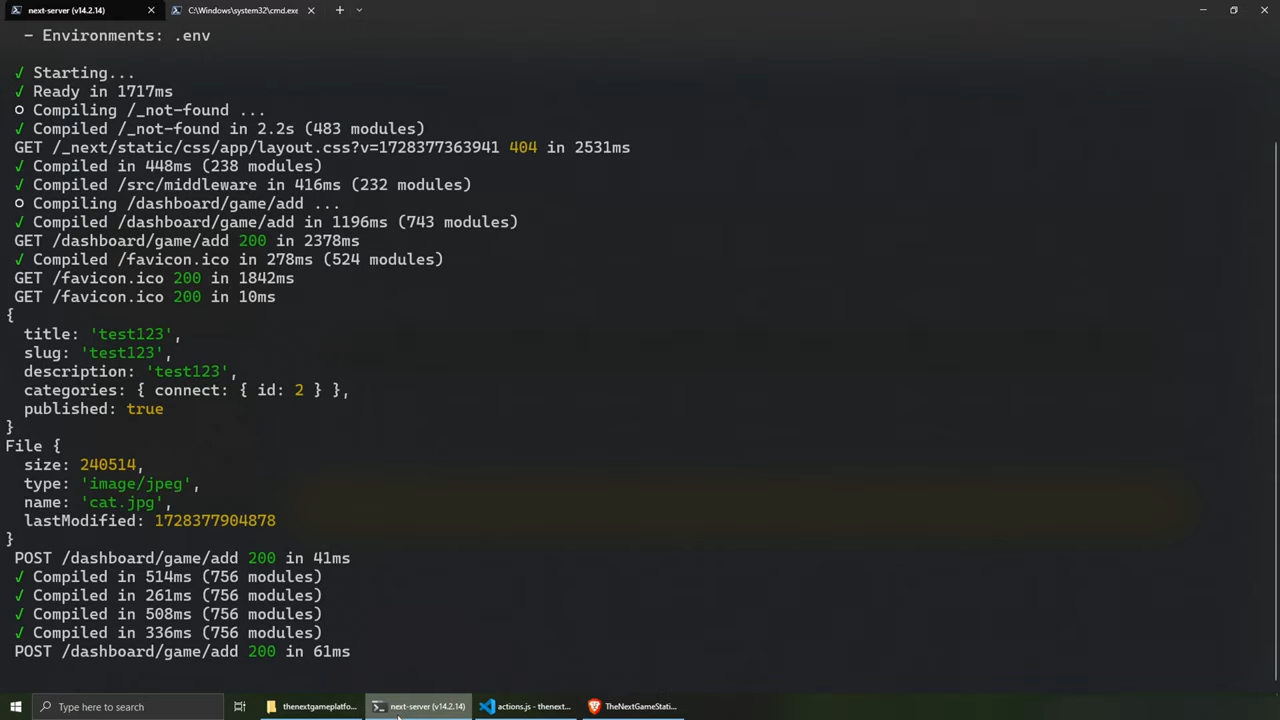 next-server (v14.2.14)
C:\Windows\system32\cmd.exe
- Environments: .env
✓ Starting...
✓ Ready in 1717ms
○ Compiling /_not-found ...
✓ Compiled /_not-found in 2.2s (483 modules)
GET /_next/static/css/app/layout.css?v=1728377363941 404 in 2531ms
✓ Compiled in 448ms (238 modules)
✓ Compiled /src/middleware in 416ms (232 modules)
○ Compiling /dashboard/game/add ...
✓ Compiled /dashboard/game/add in 1196ms (743 modules)
GET /dashboard/game/add 200 in 2378ms
✓ Compiled /favicon.ico in 278ms (524 modules)
GET /favicon.ico 200 in 1842ms
GET /favicon.ico 200 in 10ms
{
title: 'test123',
slug: 'test123',
description: 'test123',
categories: { connect: { id: 2 } },
published: true
}
File {
size: 240514,
type: 'image/jpeg',
name: 'cat.jpg',
lastModified: 1728377904878
}
POST /dashboard/game/add 200 in 41ms
✓ Compiled in 514ms (756 modules)
✓ Compiled in 261ms (756 modules)
✓ Compiled in 508ms (756 modules)
✓ Compiled in 336ms (756 modules)
POST /dashboard/game/add 200 in 61ms
Type here to search
thenextgameplatfo...
next-server (v14.2.14)
actions.js - thenext...
TheNextGameStati...